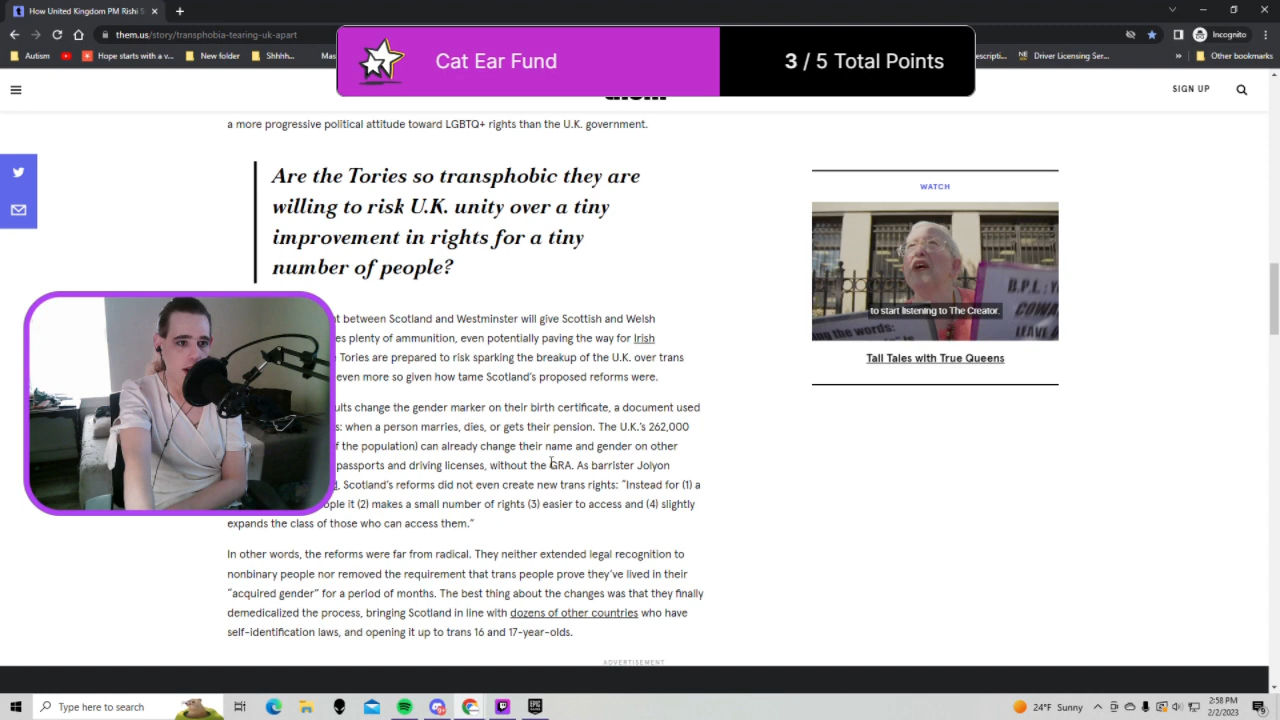 How United Kingdom PM Rishi S
them.us/story/transphobia-tearing-uk-apart
Incognito
Autism
Hope starts with a v...
New folder
Shhhh...
Driver Licensing Ser...
Other bookmarks
Cat Ear Fund
3 / 5 Total Points
SIGN UP
a more progressive political attitude toward LGBTQ+ rights than the U.K. government.
Are the Tories so transphobic they are
willing to risk U.K. unity over a tiny
improvement in rights for a tiny
number of people?
WATCH
to start listening to The Creator.
Tall Tales with True Queens
between Scotland and Westminster will give Scottish and Welsh
plenty of ammunition, even potentially paving the way for Irish
Tories are prepared to risk sparking the breakup of the U.K. over trans
even more so given how tame Scotland's proposed reforms were.
change the gender marker on their birth certificate, a document used
when a person marries, dies, or gets their pension. The U.K.'s 262,000
the population) can already change their name and gender on other
passports and driving licenses, without the GRA. As barrister Jolyon
Scotland's reforms did not even create new trans rights: "Instead for (1) a
it (2) makes a small number of rights (3) easier to access and (4) slightly
expands the class of those who can access them."
In other words, the reforms were far from radical. They neither extended legal recognition to
nonbinary people nor removed the requirement that trans people prove they've lived in their
"acquired gender" for a period of months. The best thing about the changes was that they finally
demedicalized the process, bringing Scotland in line with dozens of other countries who have
self-identification laws, and opening it up to trans 16 and 17-year-olds.
ADVERTISEMENT
Type here to search
24°F Sunny
2:58 PM
2/2/2023